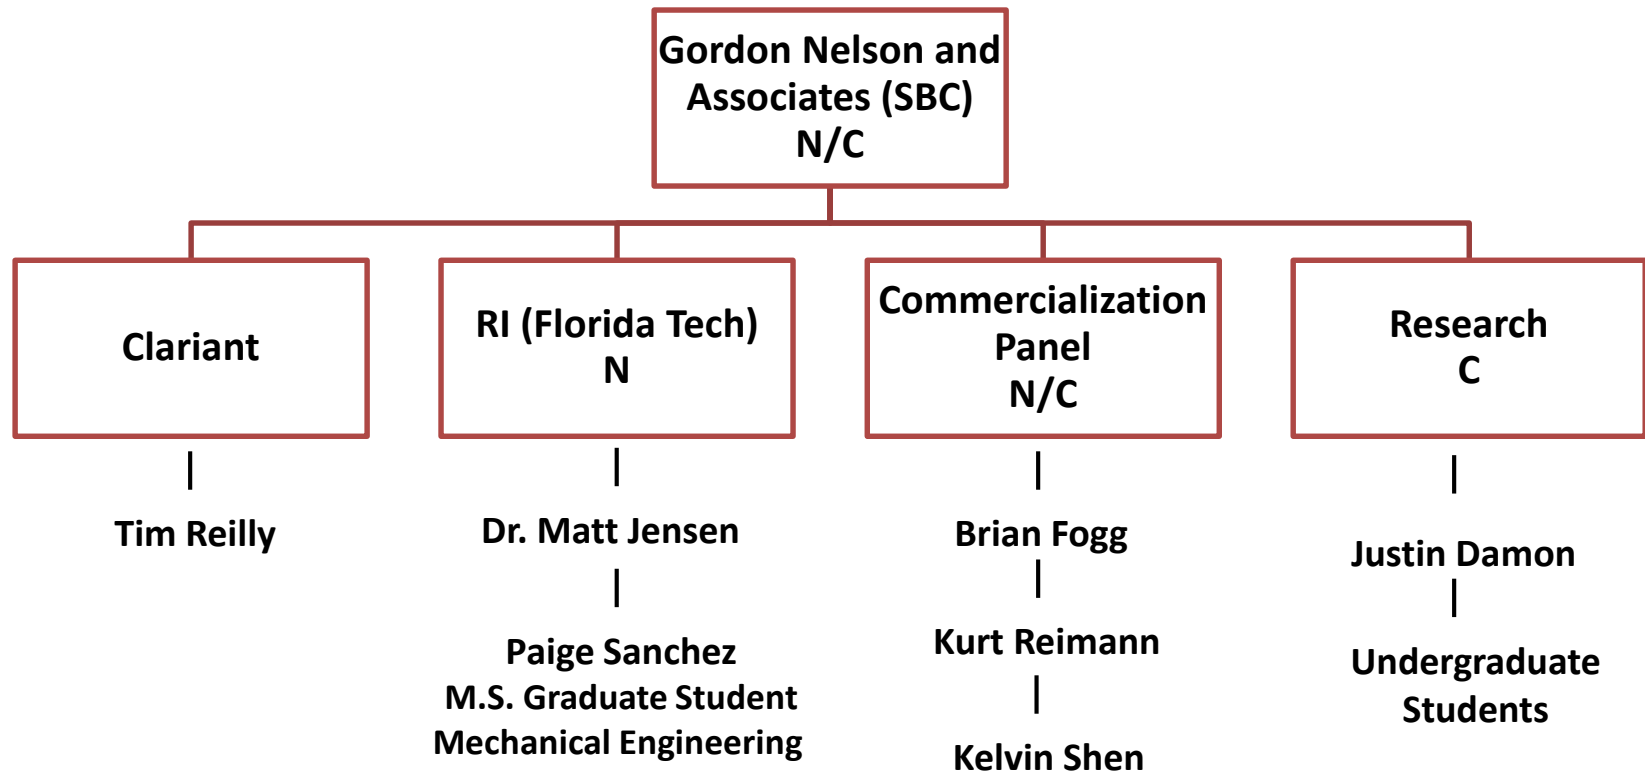 Gordon Nelson and
Associates (SBC)
N/C
Clariant
Tim Reilly
RI (Florida Tech)
N
Dr. Matt Jensen
Paige Sanchez
M.S. Graduate Student
Mechanical Engineering
Commercialization
Panel
N/C
Brian Fogg
Kurt Reimann
Kelvin Shen
Research
C
Justin Damon
Undergraduate
Students